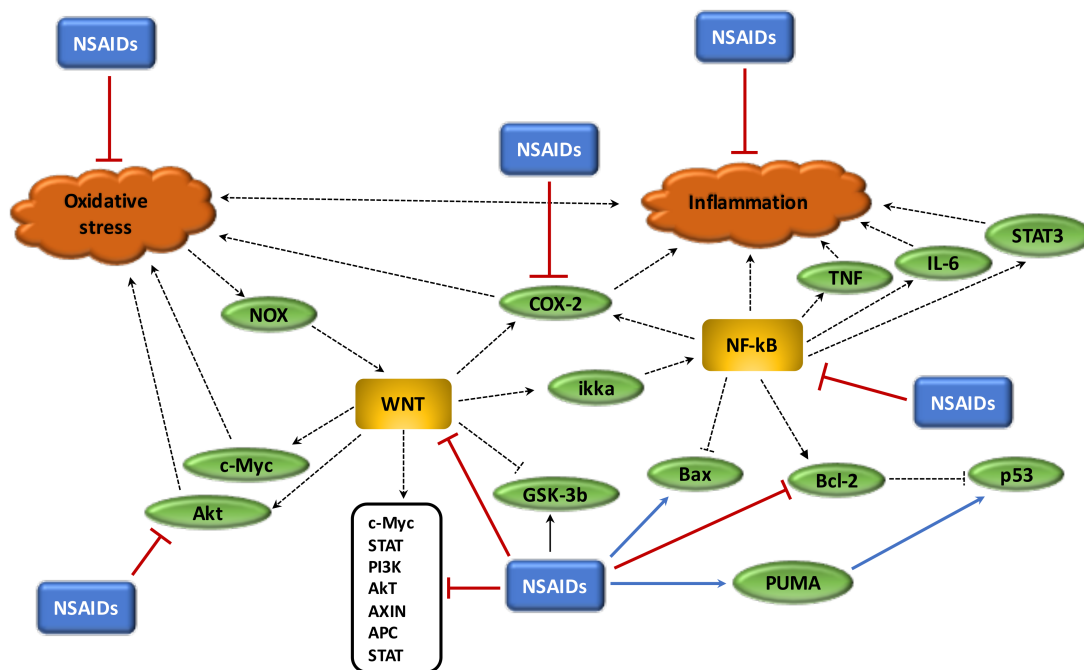 NSAIDs
NSAIDs
NSAIDs
Oxidative
stress
Inflammation
STAT3
IL-6
TNF
COX-2
NOX
NF-kB
ikka
WNT
NSAIDs
c-Myc
Bax
Bcl-2
p53
GSK-3b
Akt
c-Myc
STAT
PI3K
AkT
AXIN
APC
STAT
NSAIDs
PUMA
NSAIDs